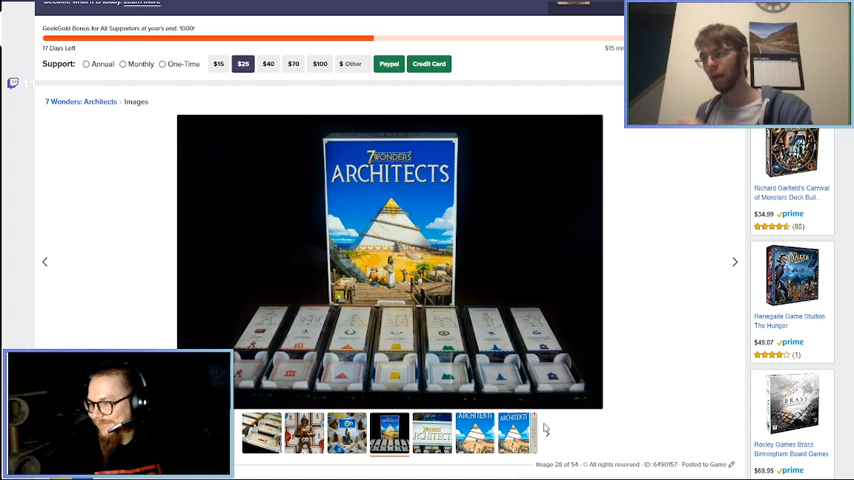 GeekGold Bonus for All Supporters at year's end: 1000!
17 Days Left
Support: Annual Monthly One-Time $15 $25 $40 $70 $100 $ Other Paypal Credit Card
7 Wonders: Architects › Images
7 WONDERS
ARCHITECTS
Richard Garfield's Carnival
of Monsters Deck Buil...
$34.99 prime
(80)
Renegade Game Studios
The Hunger
$49.07 prime
(1)
Roxley Games Brass
Birmingham Board Games
$69.95 prime
Image 28 of 54 · © All rights reserved · ID: 6490157 · Posted to Game